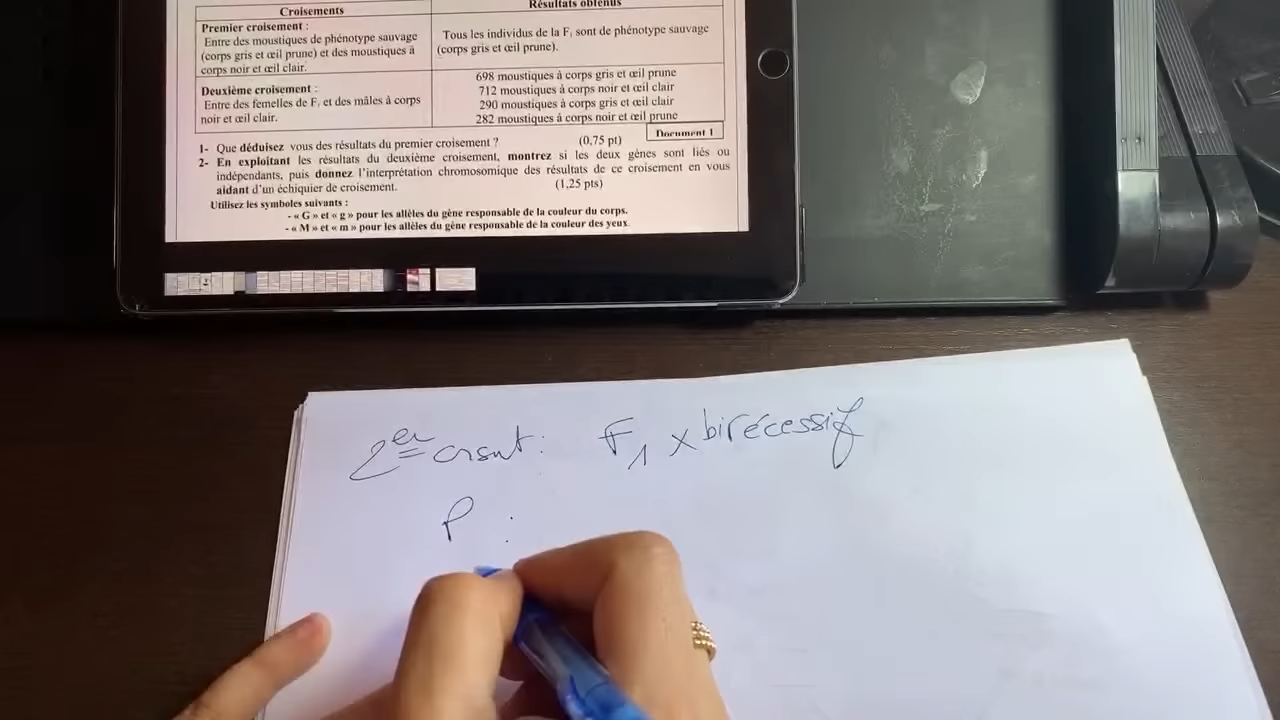 Croisements
Résultats obtenus
Premier croisement :
Entre des moustiques de phénotype sauvage
(corps gris et œil prune) et des moustiques à
corps noir et œil clair.
Tous les individus de la F₁ sont de phénotype sauvage
(corps gris et œil prune).
Deuxième croisement :
Entre des femelles de F₁ et des mâles à corps
noir et œil clair.
698 moustiques à corps gris et œil prune
712 moustiques à corps noir et œil clair
290 moustiques à corps gris et œil clair
282 moustiques à corps noir et œil prune
Document 1
1- Que déduisez vous des résultats du premier croisement ? (0,75 pt)
2- En exploitant les résultats du deuxième croisement, montrez si les deux gènes sont liés ou
indépendants, puis donnez l'interprétation chromosomique des résultats de ce croisement en vous
aidant d'un échiquier de croisement. (1,25 pts)
Utilisez les symboles suivants :
- « G » et « g » pour les allèles du gène responsable de la couleur du corps.
- « M » et « m » pour les allèles du gène responsable de la couleur des yeux.
2er crsmt : F1 × birécessif
P :